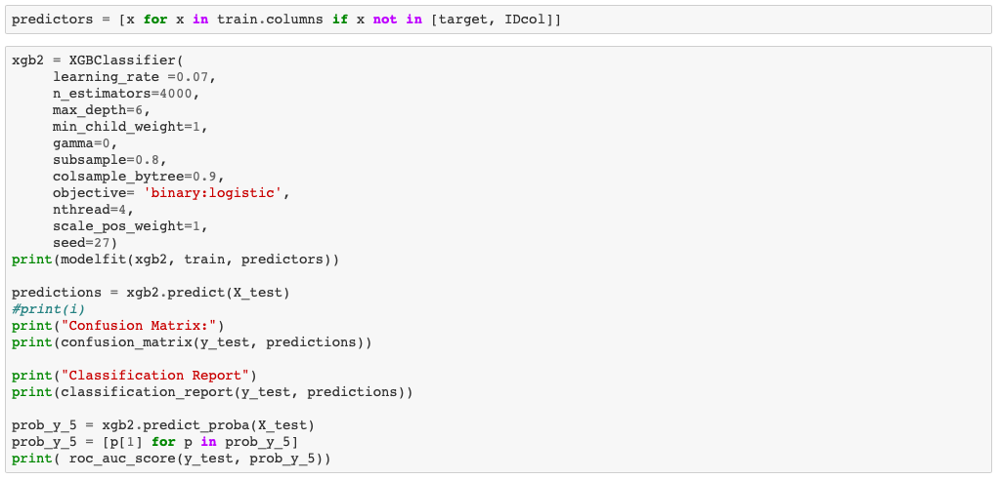 predictors = [x for x in train.columns if x not in [target, IDcol]]
xgb2 = XGBClassifier(
     learning_rate =0.07,
     n_estimators=4000,
     max_depth=6,
     min_child_weight=1,
     gamma=0,
     subsample=0.8,
     colsample_bytree=0.9,
     objective= 'binary:logistic',
     nthread=4,
     scale_pos_weight=1,
     seed=27)
print(modelfit(xgb2, train, predictors))

predictions = xgb2.predict(X_test)
#print(i)
print("Confusion Matrix:")
print(confusion_matrix(y_test, predictions))

print("Classification Report")
print(classification_report(y_test, predictions))

prob_y_5 = xgb2.predict_proba(X_test)
prob_y_5 = [p[1] for p in prob_y_5]
print( roc_auc_score(y_test, prob_y_5))